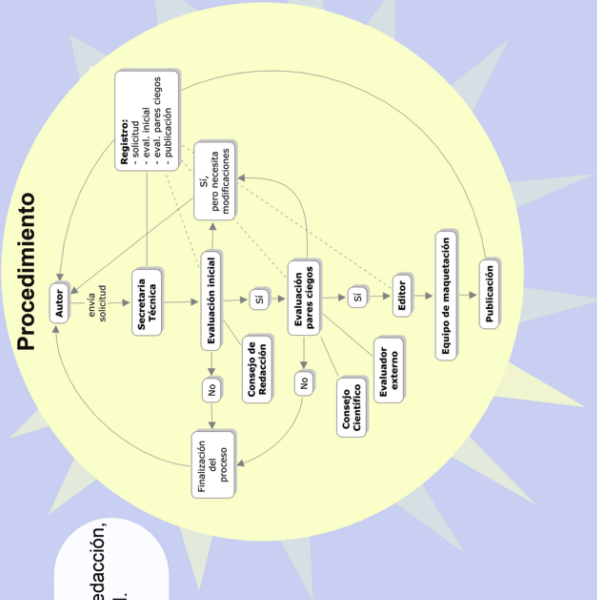 Procedimiento
Autor
envía
solicitud
Secretaría
Técnica
Registro:
- solicitud
- eval. inicial
- eval. pares ciegos
- publicación
Evaluación inicial
Sí,
pero necesita
modificaciones
No
Finalización
del
proceso
Consejo de
Redacción
Sí
Evaluación
pares ciegos
No
Consejo
Científico
Evaluador
externo
Sí
Editor
Equipo de maquetación
Publicación
edacción,
l.